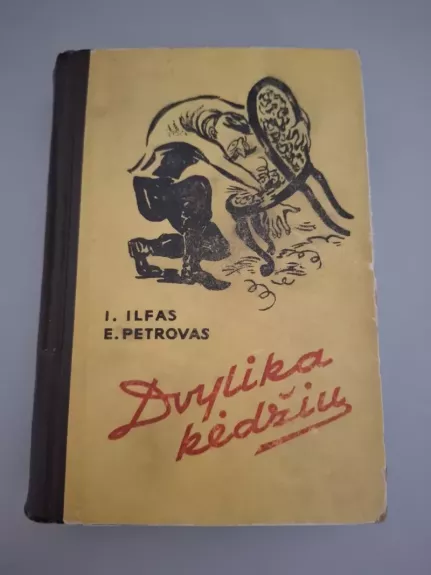 I. ILFAS
E. PETROVAS
Dvylika
kėdžių